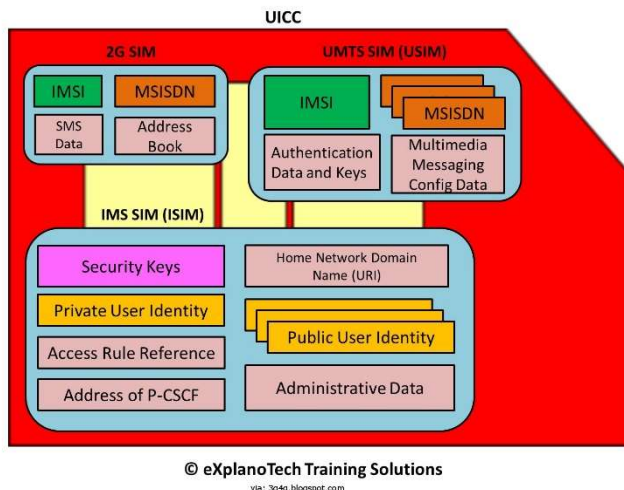 UICC
2G SIM
UMTS SIM (USIM)
IMSI
MSISDN
SMS
Data
Address
Book
IMSI
MSISDN
Authentication
Data and Keys
Multimedia
Messaging
Config Data
IMS SIM (ISIM)
Security Keys
Home Network Domain
Name (URI)
Private User Identity
Public User Identity
Access Rule Reference
Address of P-CSCF
Administrative Data
© eXplanoTech Training Solutions
via: 3g4g.blogspot.com